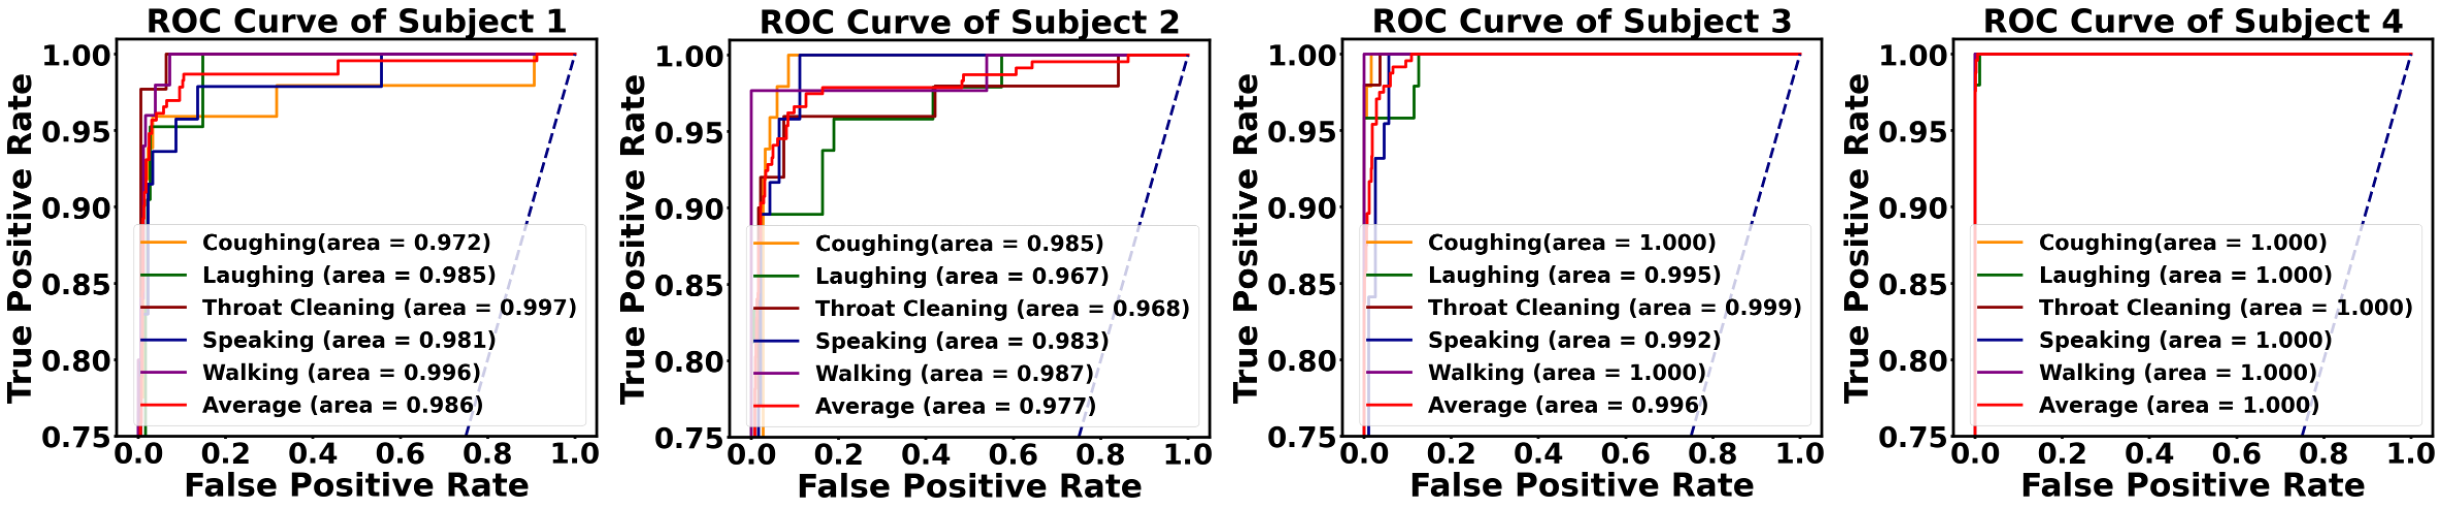 ROC Curve of Subject 1
True Positive Rate
1.00
0.95
0.90
0.85
0.80
0.75
Coughing(area = 0.972)
Laughing (area = 0.985)
Throat Cleaning (area = 0.997)
Speaking (area = 0.981)
Walking (area = 0.996)
Average (area = 0.986)
0.0 0.2 0.4 0.6 0.8 1.0
False Positive Rate
ROC Curve of Subject 2
True Positive Rate
1.00
0.95
0.90
0.85
0.80
0.75
Coughing(area = 0.985)
Laughing (area = 0.967)
Throat Cleaning (area = 0.968)
Speaking (area = 0.983)
Walking (area = 0.987)
Average (area = 0.977)
0.0 0.2 0.4 0.6 0.8 1.0
False Positive Rate
ROC Curve of Subject 3
True Positive Rate
1.00
0.95
0.90
0.85
0.80
0.75
Coughing(area = 1.000)
Laughing (area = 0.995)
Throat Cleaning (area = 0.999)
Speaking (area = 0.992)
Walking (area = 1.000)
Average (area = 0.996)
0.0 0.2 0.4 0.6 0.8 1.0
False Positive Rate
ROC Curve of Subject 4
True Positive Rate
1.00
0.95
0.90
0.85
0.80
0.75
Coughing(area = 1.000)
Laughing (area = 1.000)
Throat Cleaning (area = 1.000)
Speaking (area = 1.000)
Walking (area = 1.000)
Average (area = 1.000)
0.0 0.2 0.4 0.6 0.8 1.0
False Positive Rate